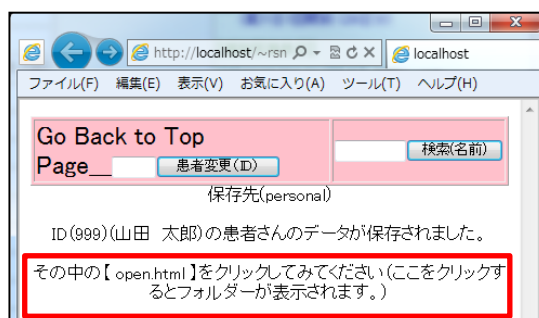 http://localhost/~rsn
localhost
ファイル(F) 編集(E) 表示(V) お気に入り(A) ツール(T) ヘルプ(H)
Go Back to Top
Page__ 患者変更(ID) 検索(名前)
保存先(personal)
ID(999)(山田 太郎)の患者さんのデータが保存されました。
その中の【 open.html 】をクリックしてみてください(ここをクリックす
るとフォルダーが表示されます。)